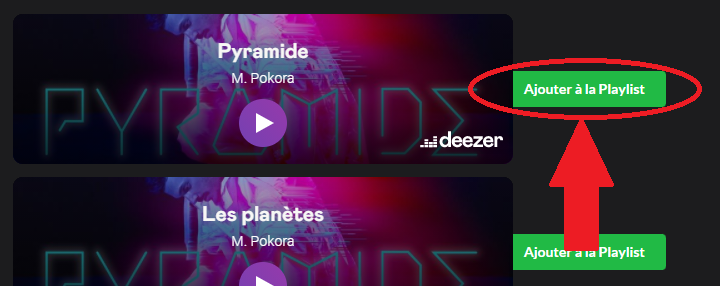 Pyramide
M. Pokora
PYRAMIDE
deezer
Ajouter à la Playlist
Les planètes
M. Pokora
PYRAMIDE
Ajouter à la Playlist